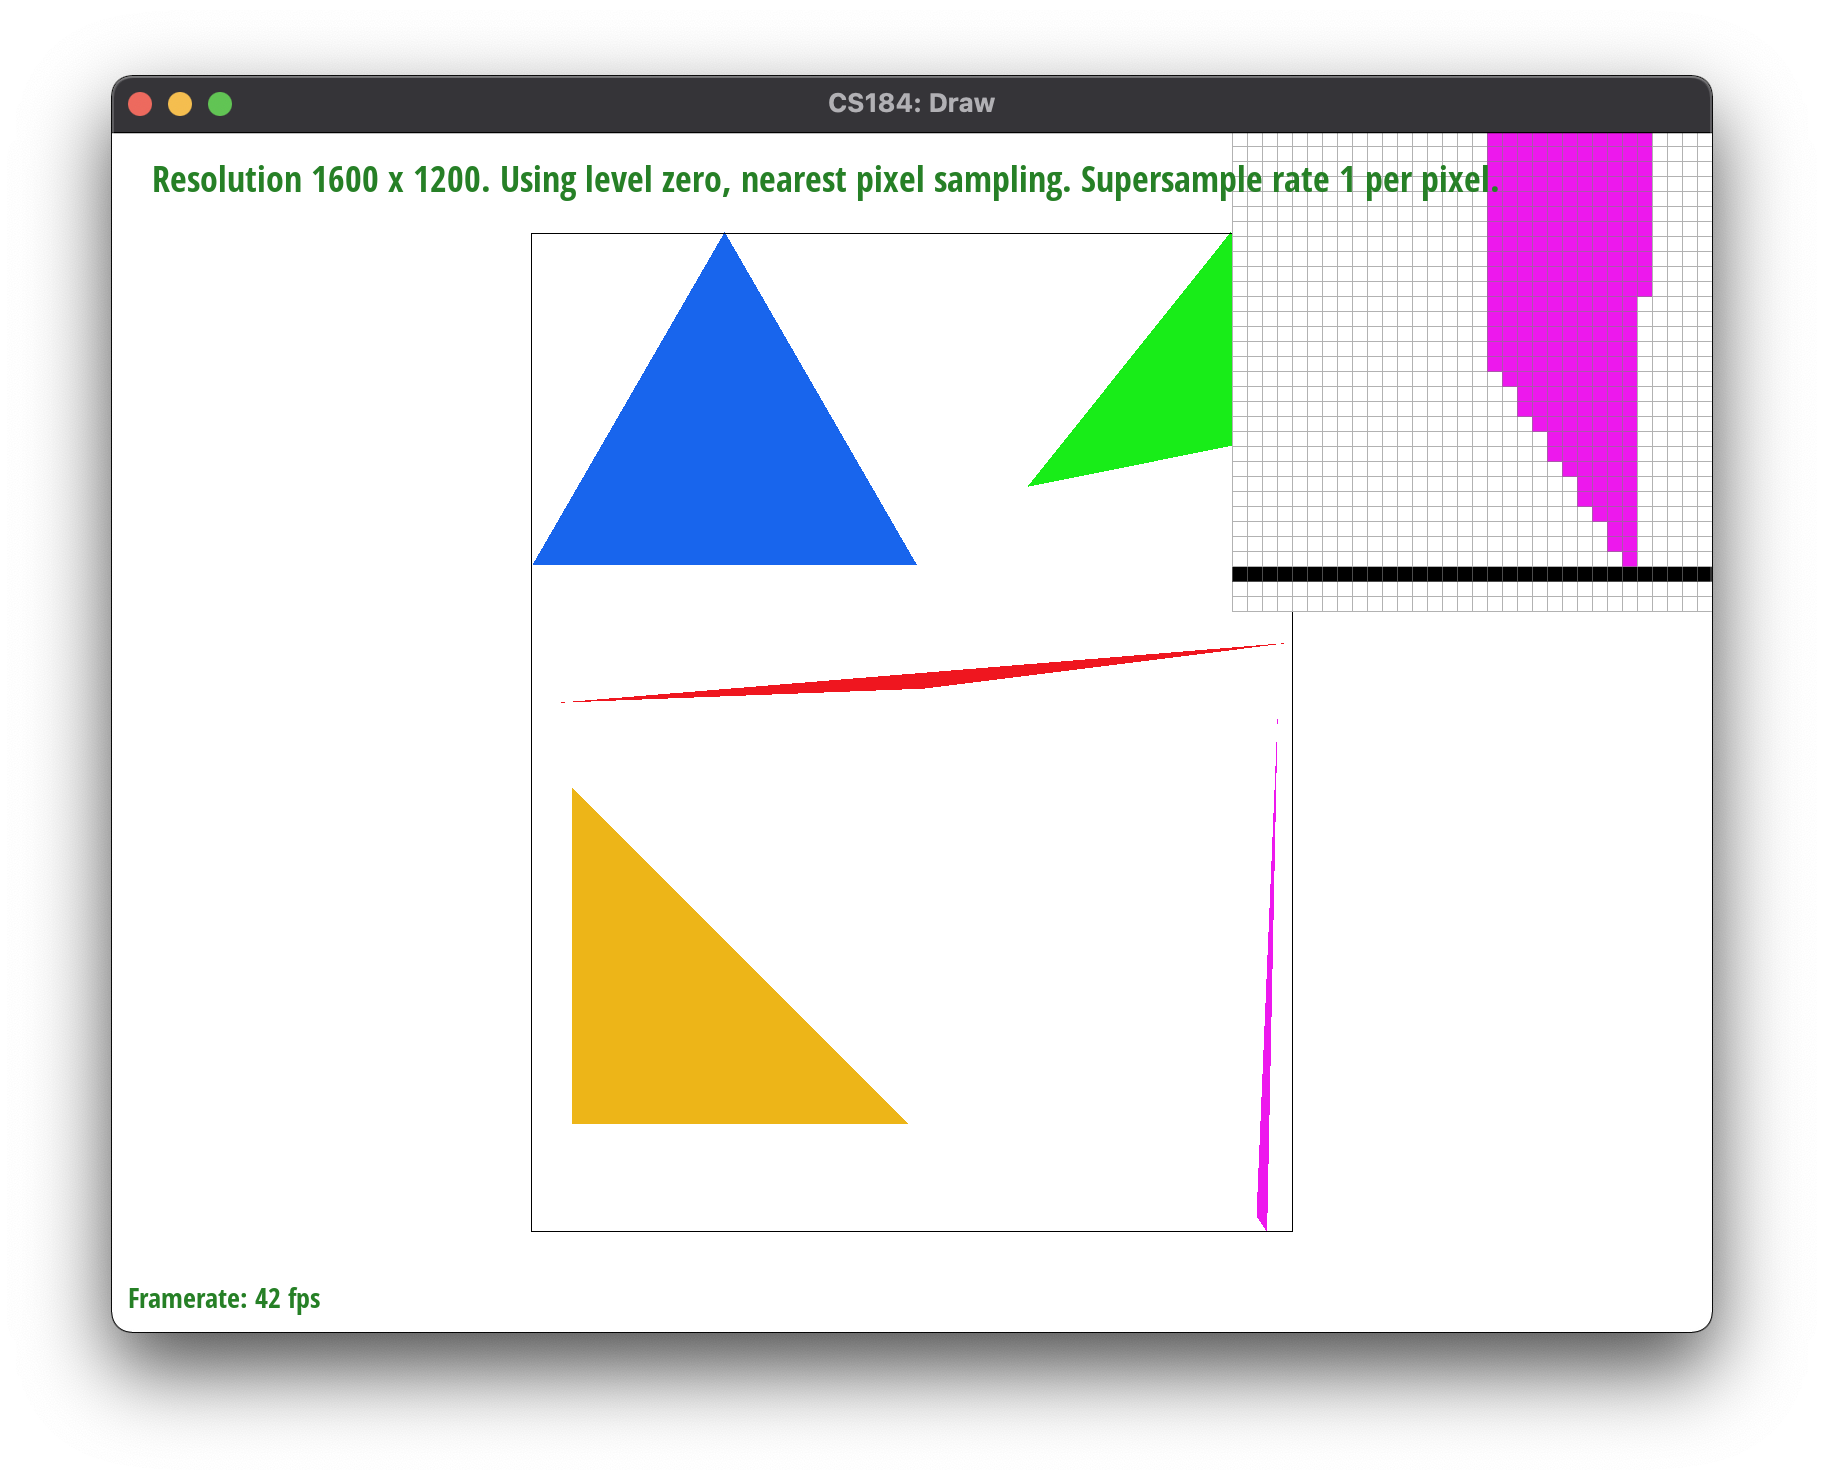 CS184: Draw
Resolution 1600 x 1200. Using level zero, nearest pixel sampling. Supersample rate 1 per pixel.
Framerate: 42 fps